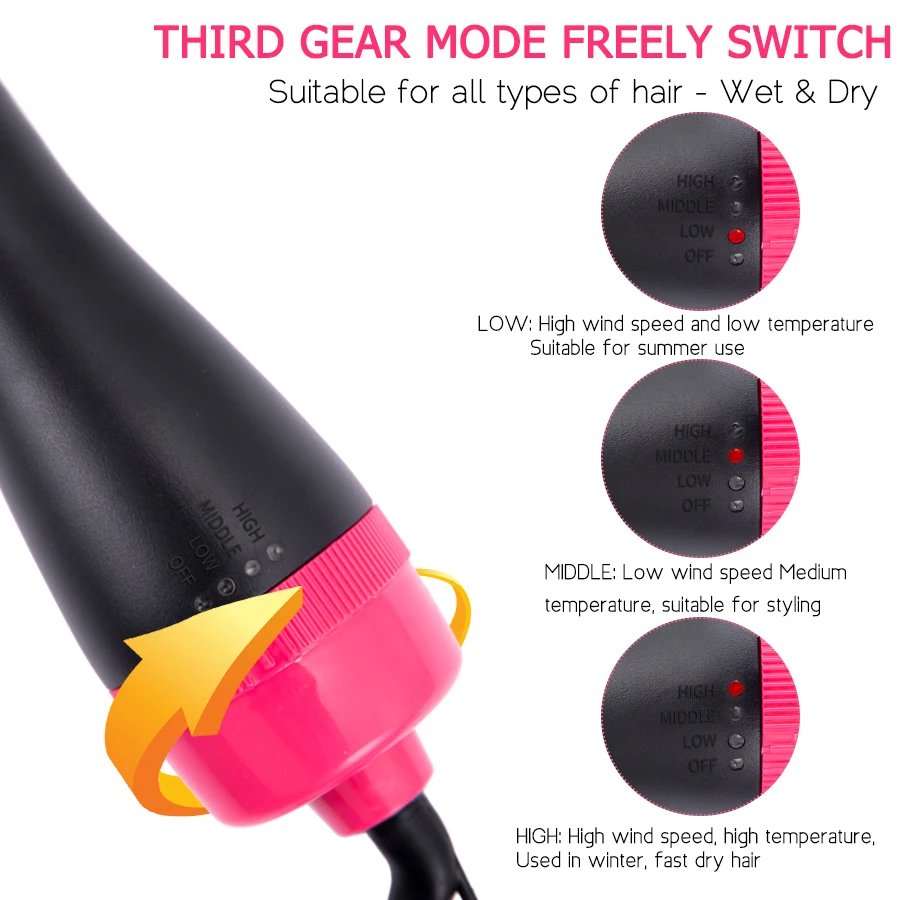 THIRD GEAR MODE FREELY SWITCH
Suitable for all types of hair - Wet & Dry
HIGH
MIDDLE
LOW
OFF
LOW: High wind speed and low temperature
Suitable for summer use
HIGH
MIDDLE
LOW
OFF
MIDDLE: Low wind speed Medium
temperature, suitable for styling
HIGH
MIDDLE
LOW
OFF
HIGH
MIDDLE
LOW
OFF
HIGH: High wind speed, high temperature,
Used in winter, fast dry hair